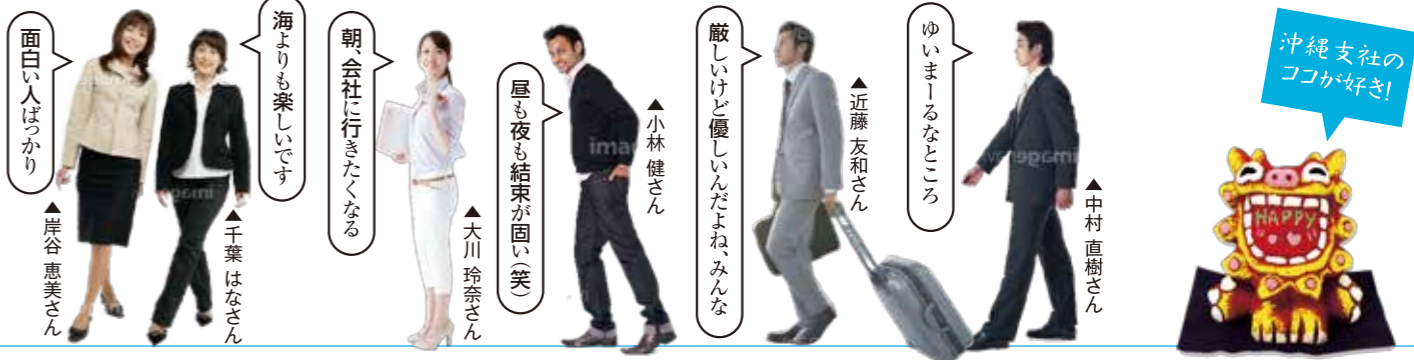 沖縄支社の
ココが好き!
HAPPY
ゆいまーるなところ
▲中村 直樹さん
厳しいけど優しいんだよね、みんな
▲近藤 友和さん
昼も夜も結束が固い(笑)
▲小林 健さん
朝、会社に行きたくなる
▲大川 玲奈さん
海よりも楽しいです
▲千葉 はなさん
面白い人ばっかり
▲岸谷 恵美さん